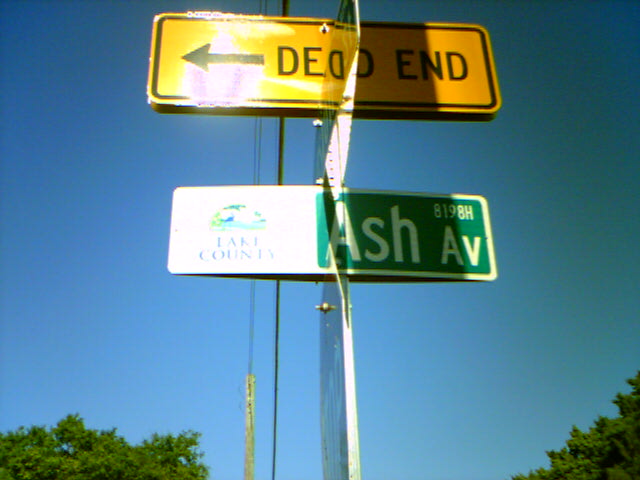 DEAD END
LAKE
COUNTY
8198H
Ash AV